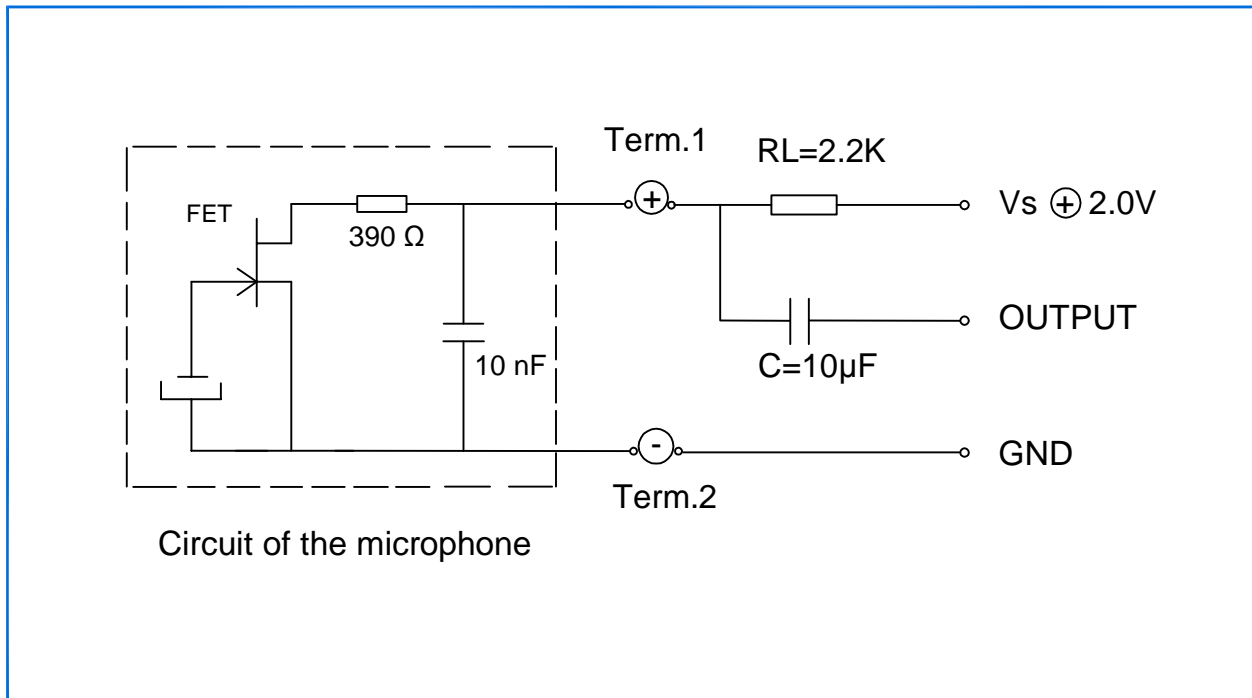 Term.1
RL=2.2K
FET
390 Ω
+
Vs + 2.0V
10 nF
OUTPUT
C=10µF
-
GND
Term.2
Circuit of the microphone